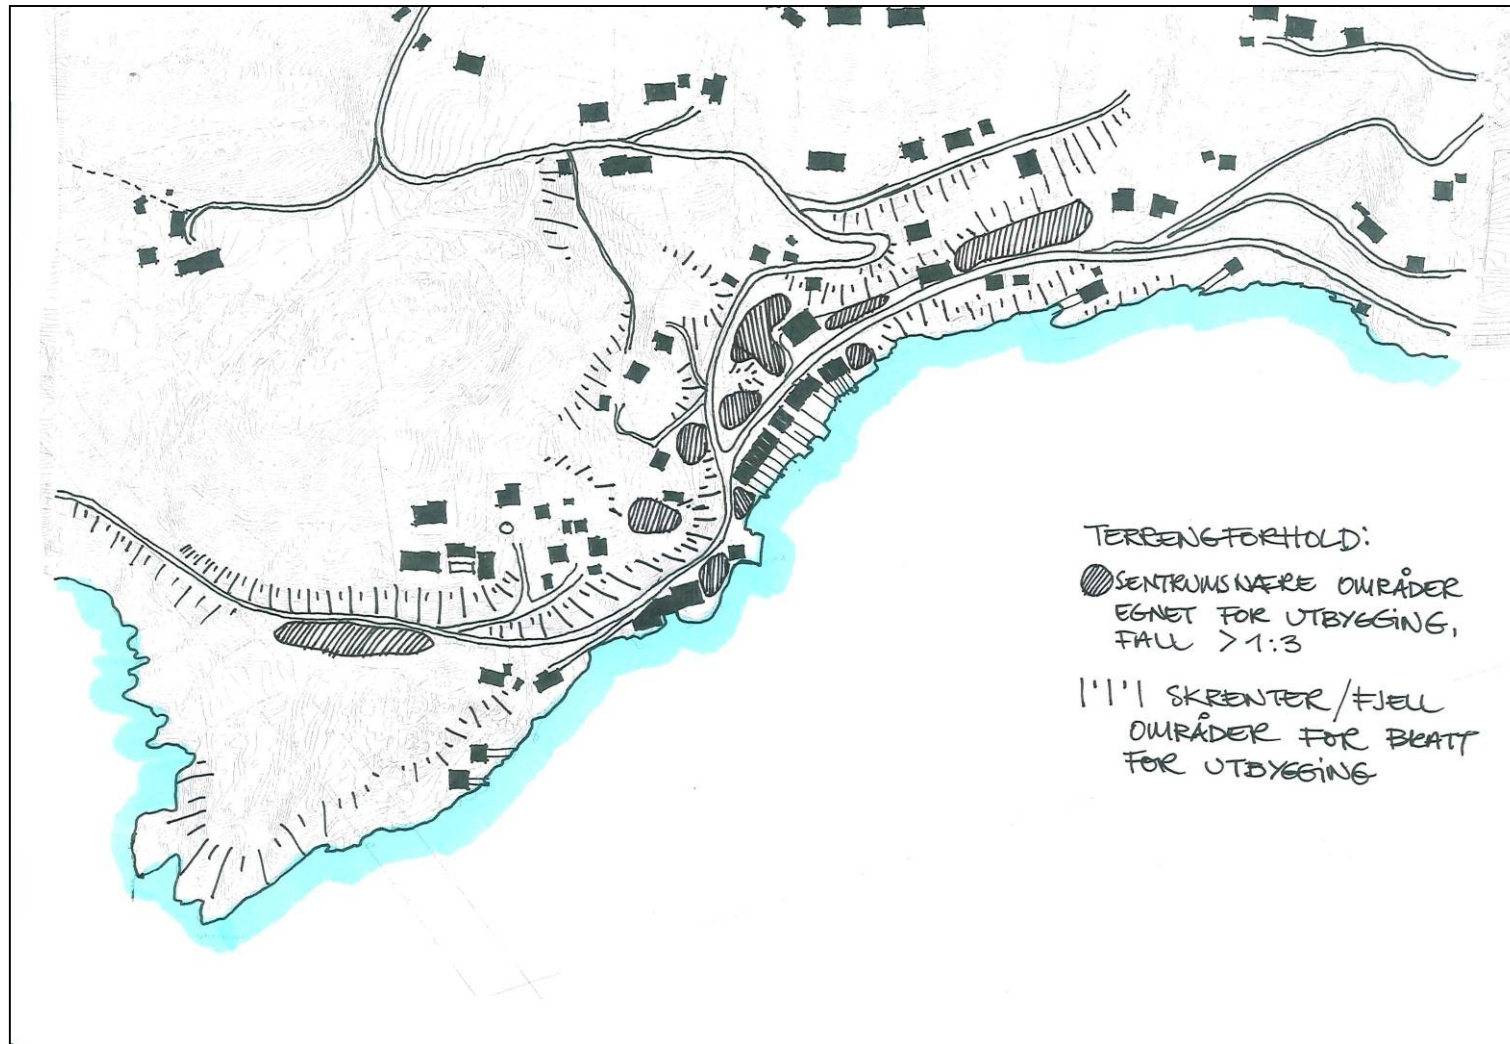 TERRENGFORHOLD:
SENTRUMSNÆRE OMRÅDER
EGNET FOR UTBYGGING,
FALL > 1:3
SKRENTER/FJELL
OMRÅDER FOR BRATT
FOR UTBYGGING